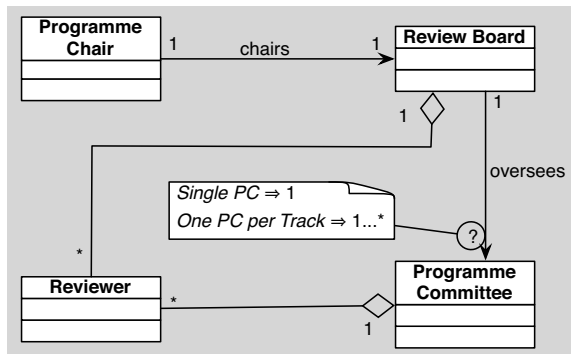 Programme
Chair
1
chairs
1
Review Board
1
1
oversees
Single PC ⇒ 1
One PC per Track ⇒ 1...*
?
*
Reviewer
*
1
Programme
Committee